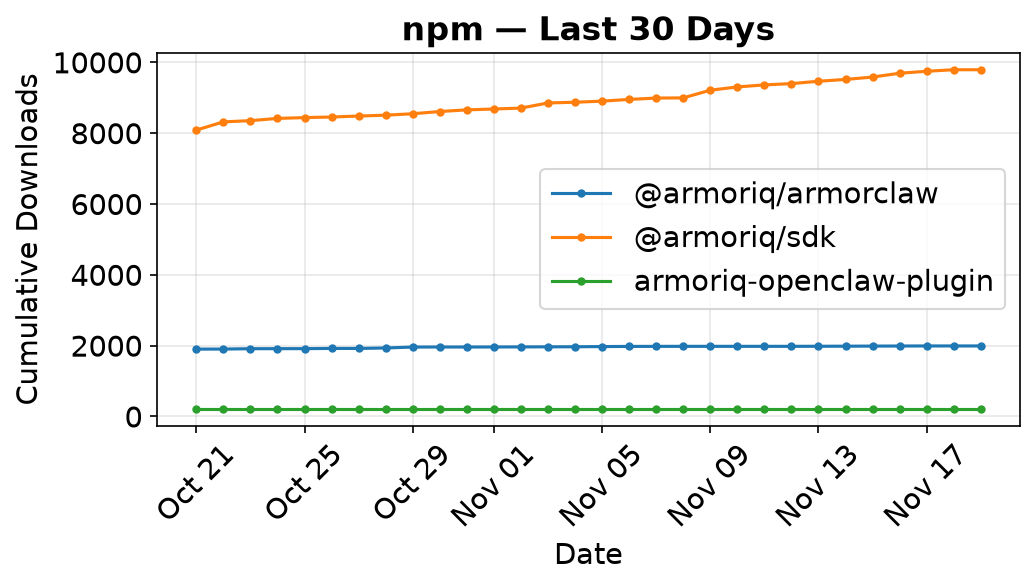 npm — Last 30 Days
Cumulative Downloads
10000
8000
6000
4000
2000
0
@armoriq/armorclaw
@armoriq/sdk
armoriq-openclaw-plugin
Oct 21
Oct 25
Oct 29
Nov 01
Nov 05
Nov 09
Nov 13
Nov 17
Date